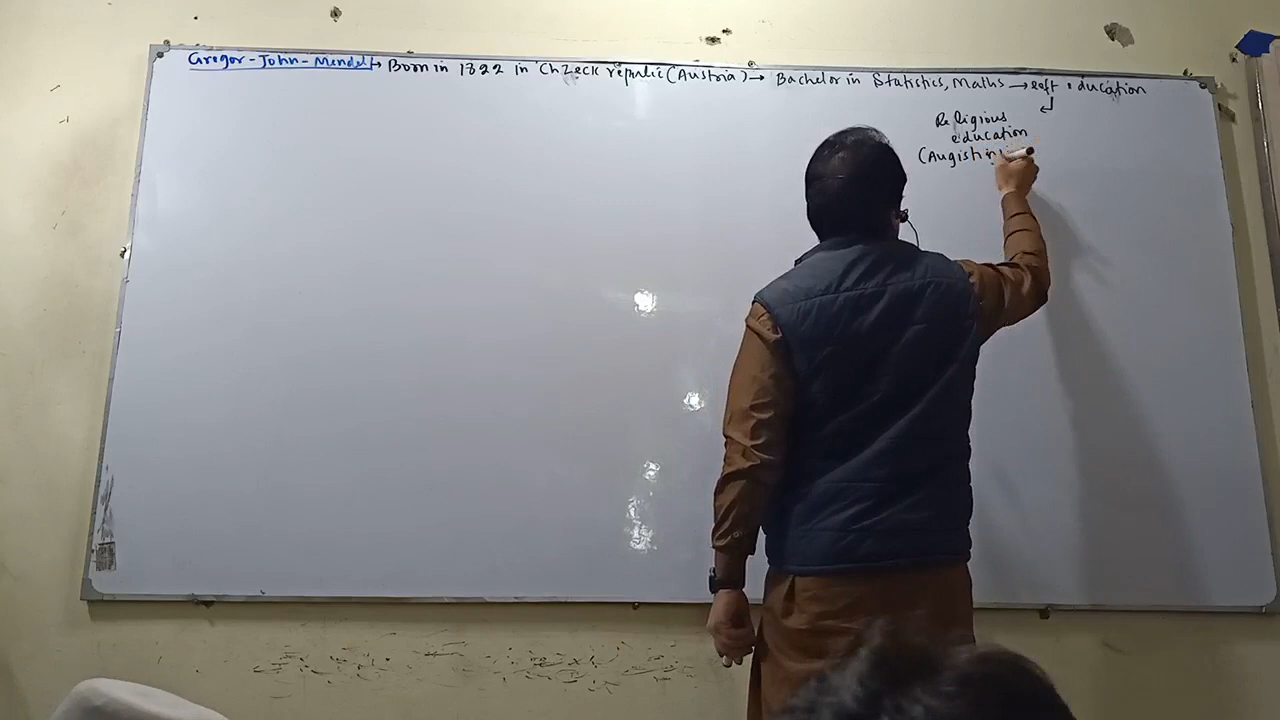 Gregor-John-Mendel→ Born in 1822 in Chzeck republic (Austria) → Bachelor in Statistics, Maths → left education
Religious
education
(Augistin